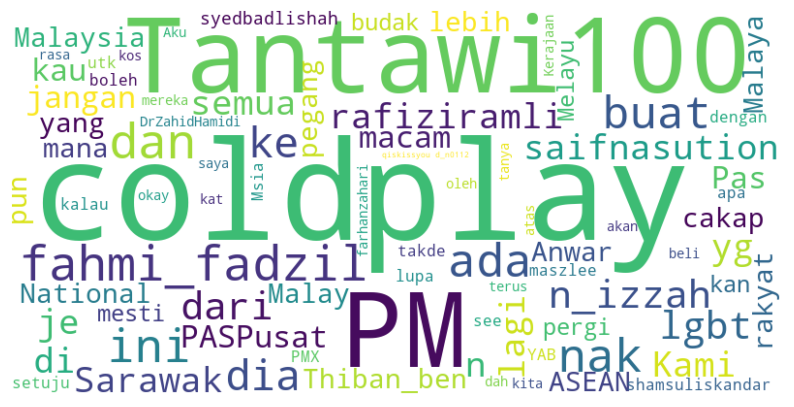 syedbadlishah
budak
lebih
Malaysia
Aku
Tantawi100
Kerajaan
Malaya
Melayu
rasa
utk
kos
kau
boleh
jangan
mereka
semua
pegang
rafiziramli
buat
dengan
yang
DrZahidHamidi
dan
ke
macam
mana
saifnasution
tanya
saya
Msia
farhanzahari
pun
coldplay
Pas
apa
kalau
okay
kat
oleh
cakap
atas
akan
fahmi_fadzil
ada
takde
Anwar
yg
rakyat
lupa
maszlee
kan
beli
National
Malay
dari
PM
terus
n_izzah
je
mesti
PASPusat
n
lagi
see
pergi
lgbt
di
ini
PMX
YAB
nak
Kami
setuju
Sarawak
dia
Thiban_ben
dah
kita
ASEAN
shamsuliskandar